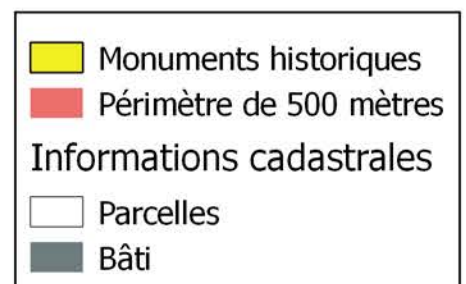 Monuments historiques
Périmètre de 500 mètres
Informations cadastrales
Parcelles
Bâti